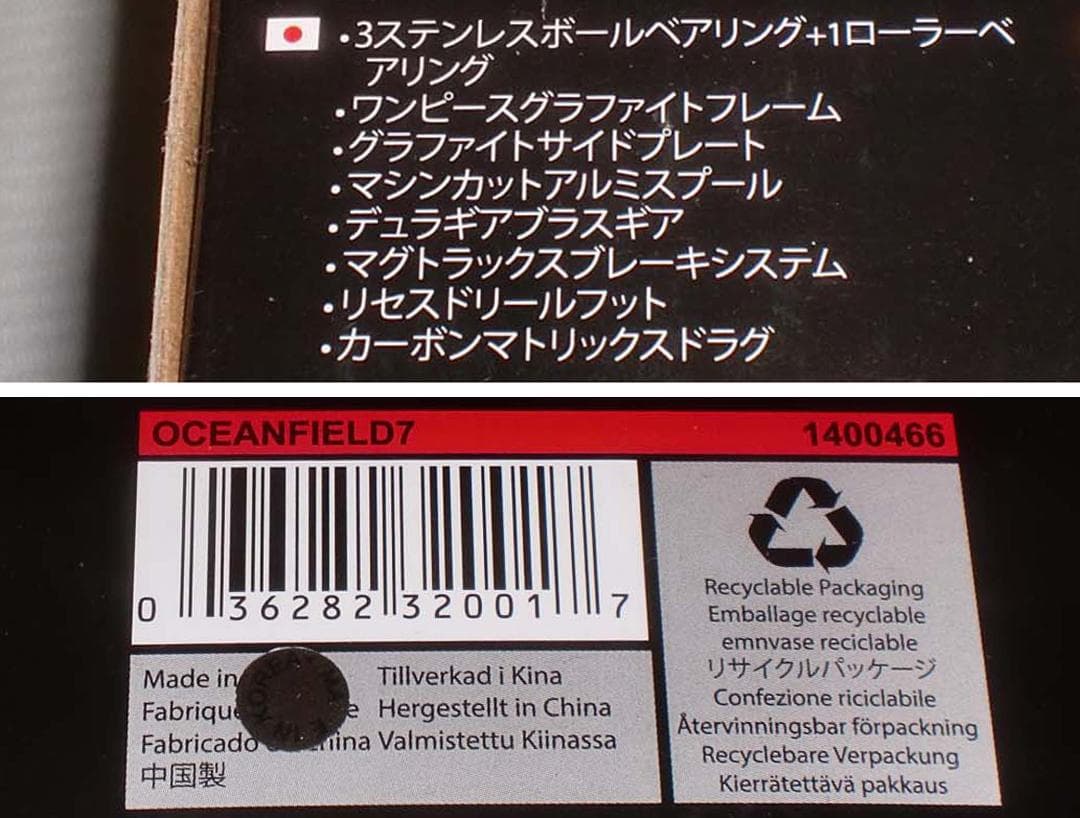 ・3ステンレスボールベアリング+1ローラーベ
アリング
・ワンピースグラファイトフレーム
・グラファイトサイドプレート
・マシンカットアルミスプール
・デュラギアブラスギア
・マグトラックスブレーキシステム
・リセスドリールフット
・カーボンマトリックスドラグ
OCEANFIELD7 1400466
0 36282 32001 7
Made in Tillverkad i Kina
Hergestellt in China
Fabricado Valmistettu Kiinassa
中国製
KOREA
Recyclable Packaging
Emballage recyclable
emnvase reciclable
リサイクルパッケージ
Confezione riciclabile
Återvinningsbar förpackning
Recyclebare Verpackung
Kierrätettävä pakkaus